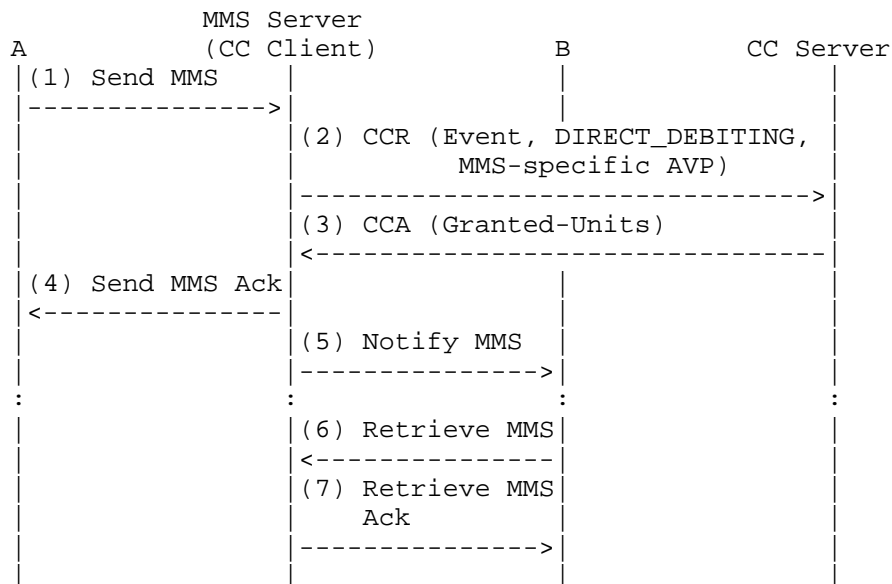 MMS Server
A (CC Client) B CC Server
(1) Send MMS
(2) CCR (Event, DIRECT_DEBITING,
MMS-specific AVP)
(3) CCA (Granted-Units)
(4) Send MMS Ack
(5) Notify MMS
: : : :
(6) Retrieve MMS
(7) Retrieve MMS
Ack